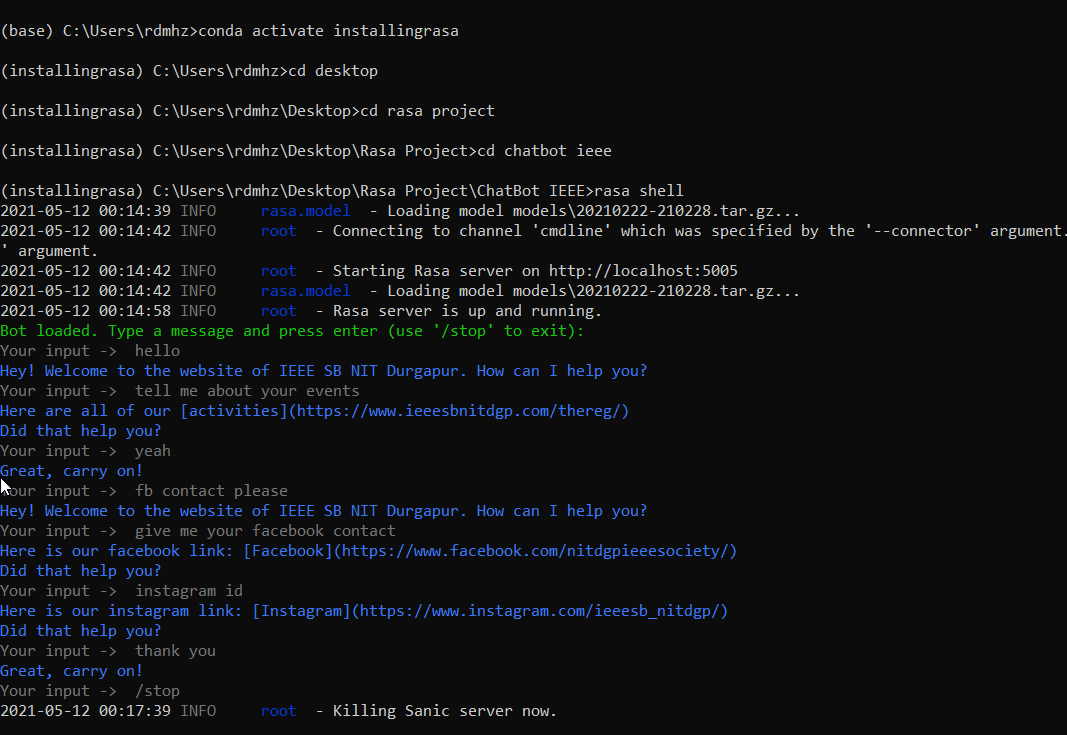 (base) C:\Users\rdmhz>conda activate installingrasa
(installingrasa) C:\Users\rdmhz>cd desktop
(installingrasa) C:\Users\rdmhz\Desktop>cd rasa project
(installingrasa) C:\Users\rdmhz\Desktop\Rasa Project>cd chatbot ieee
(installingrasa) C:\Users\rdmhz\Desktop\Rasa Project\ChatBot IEEE>rasa shell
2021-05-12 00:14:39 INFO     rasa.model  - Loading model models\20210222-210228.tar.gz...
2021-05-12 00:14:42 INFO     root  - Connecting to channel 'cmdline' which was specified by the '--connector' argument.
' argument.
2021-05-12 00:14:42 INFO     root  - Starting Rasa server on http://localhost:5005
2021-05-12 00:14:42 INFO     rasa.model  - Loading model models\20210222-210228.tar.gz...
2021-05-12 00:14:58 INFO     root  - Rasa server is up and running.
Bot loaded. Type a message and press enter (use '/stop' to exit):
Your input ->  hello
Hey! Welcome to the website of IEEE SB NIT Durgapur. How can I help you?
Your input ->  tell me about your events
Here are all of our [activities](https://www.ieeesbnitdgp.com/thereg/)
Did that help you?
Your input ->  yeah
Great, carry on!
Your input ->  fb contact please
Hey! Welcome to the website of IEEE SB NIT Durgapur. How can I help you?
Your input ->  give me your facebook contact
Here is our facebook link: [Facebook](https://www.facebook.com/nitdgpieeesociety/)
Did that help you?
Your input ->  instagram id
Here is our instagram link: [Instagram](https://www.instagram.com/ieeesb_nitdgp/)
Did that help you?
Your input ->  thank you
Great, carry on!
Your input ->  /stop
2021-05-12 00:17:39 INFO     root  - Killing Sanic server now.